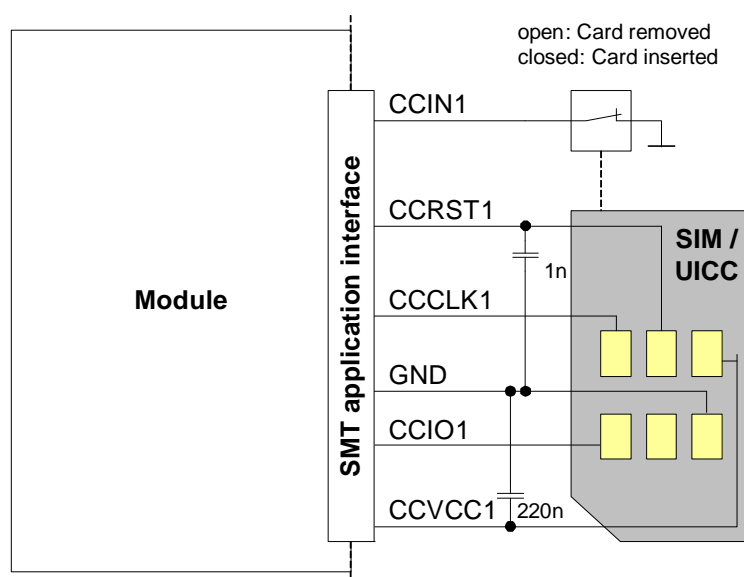 open: Card removed
closed: Card inserted
CCIN1
SMT application interface
CCRST1
SIM /
UICC
1n
Module
CCCLK1
GND
CCIO1
CCVCC1
220n